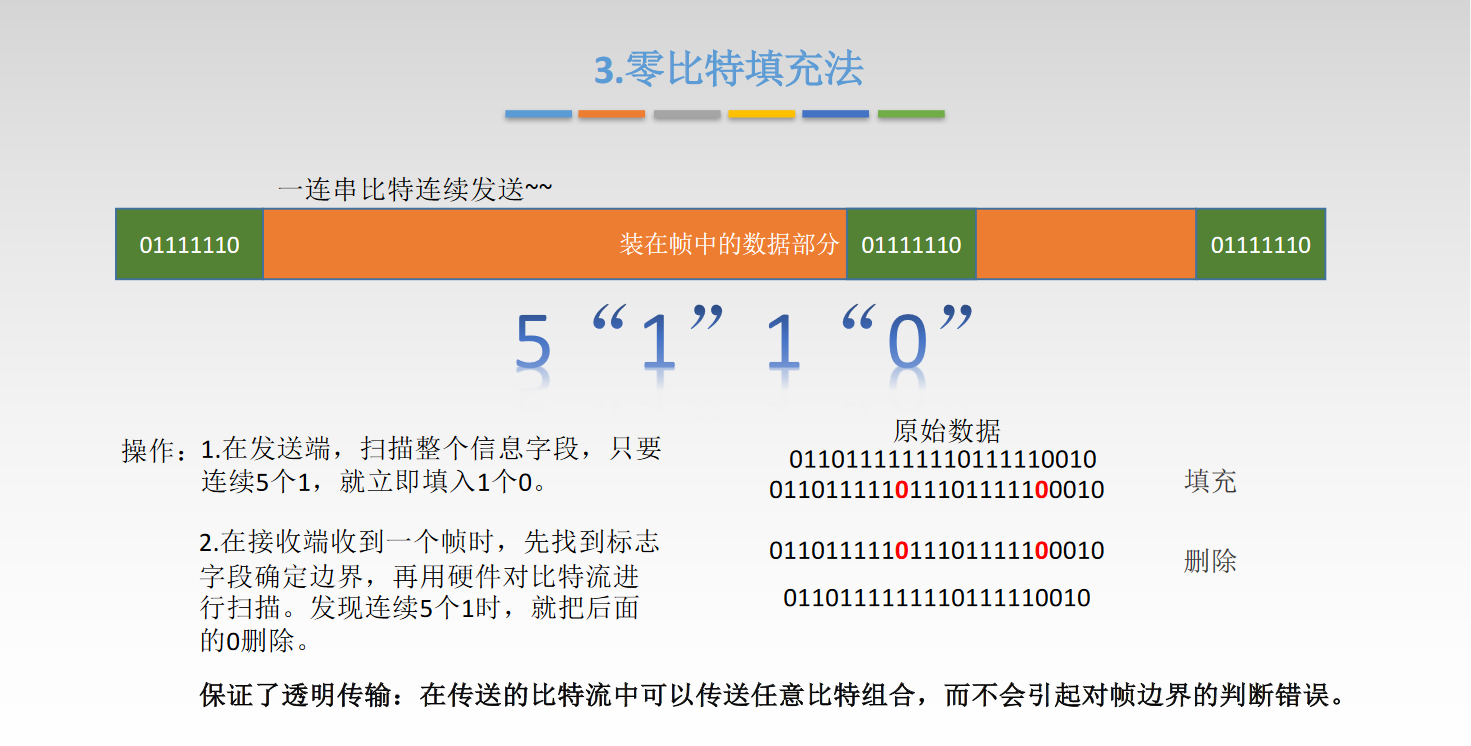 3.零比特填充法
一连串比特连续发送~~
01111110
装在帧中的数据部分
01111110
01111110
5 “1” 1 “0”
操作：
1.在发送端，扫描整个信息字段，只要
连续5个1，就立即填入1个0。
2.在接收端收到一个帧时，先找到标志
字段确定边界，再用硬件对比特流进
行扫描。发现连续5个1时，就把后面
的0删除。
原始数据
0110111111110111110010
011011111011101111100010
填充
011011111011101111100010
删除
0110111111110111110010
保证了透明传输：在传送的比特流中可以传送任意比特组合，而不会引起对帧边界的判断错误。